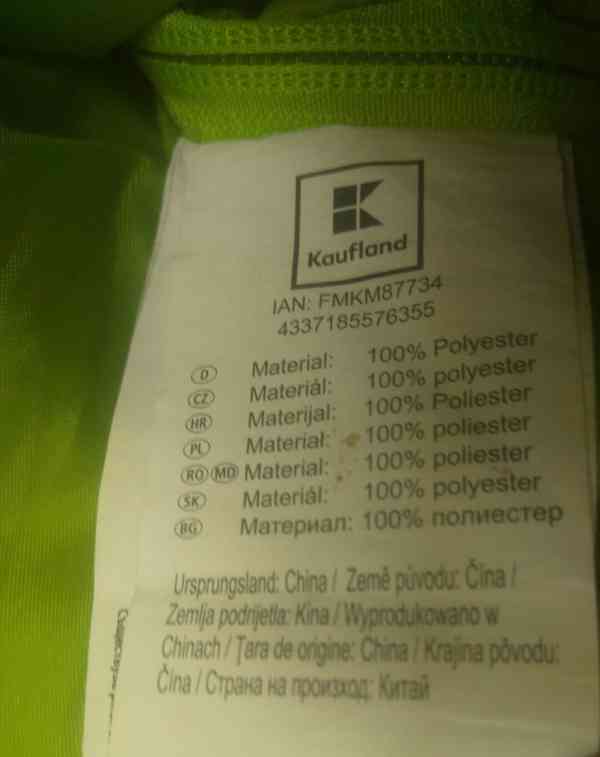 Kaufland
IAN: FMKM87734
4337185576355
D Material: 100% Polyester
CZ Materiál: 100% polyester
HR Materijal: 100% Poliester
PL Materiał: 100% poliester
RO MD Material: 100% poliester
SK Materiál: 100% polyester
BG Материал: 100% полиестер
Ursprungsland: China / Země původu: Čína /
Zemlja podrijetla: Kina / Wyprodukowano w
Chinach / Țara de origine: China / Krajina pôvodu:
Čína / Страна на произход: Китай